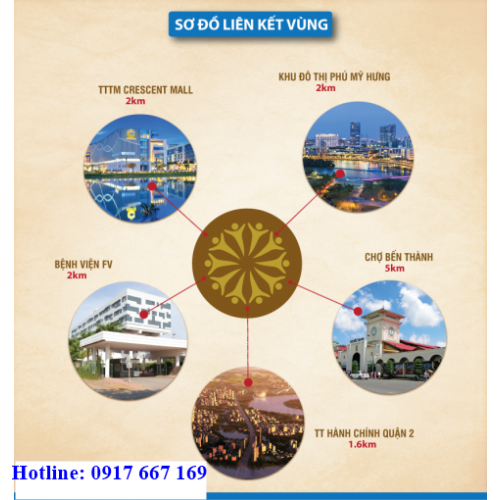 SƠ ĐỒ LIÊN KẾT VÙNG
TTTM CRESCENT MALL
2km
KHU ĐÔ THỊ PHÚ MỸ HƯNG
2km
BỆNH VIỆN FV
2km
CHỢ BẾN THÀNH
5km
TT HÀNH CHÍNH QUẬN 2
1.6km
Hotline: 0917 667 169